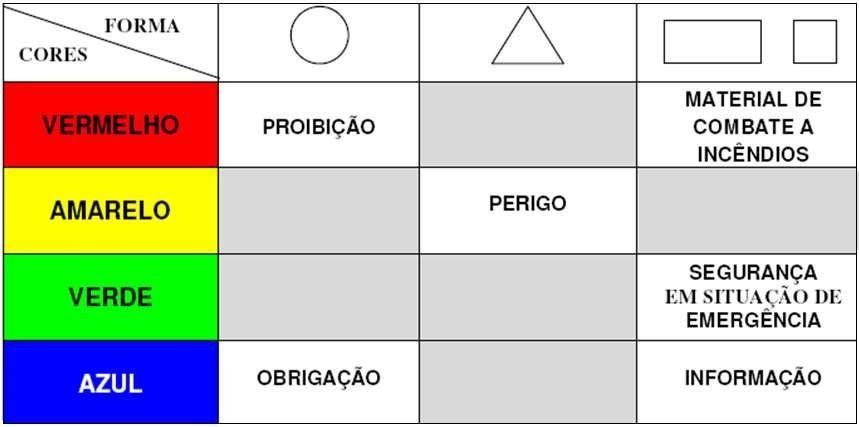 FORMA
CORES
VERMELHO
PROIBIÇÃO
MATERIAL DE
COMBATE A
INCÊNDIOS
AMARELO
PERIGO
VERDE
SEGURANÇA
EM SITUAÇÃO DE
EMERGÊNCIA
AZUL
OBRIGAÇÃO
INFORMAÇÃO